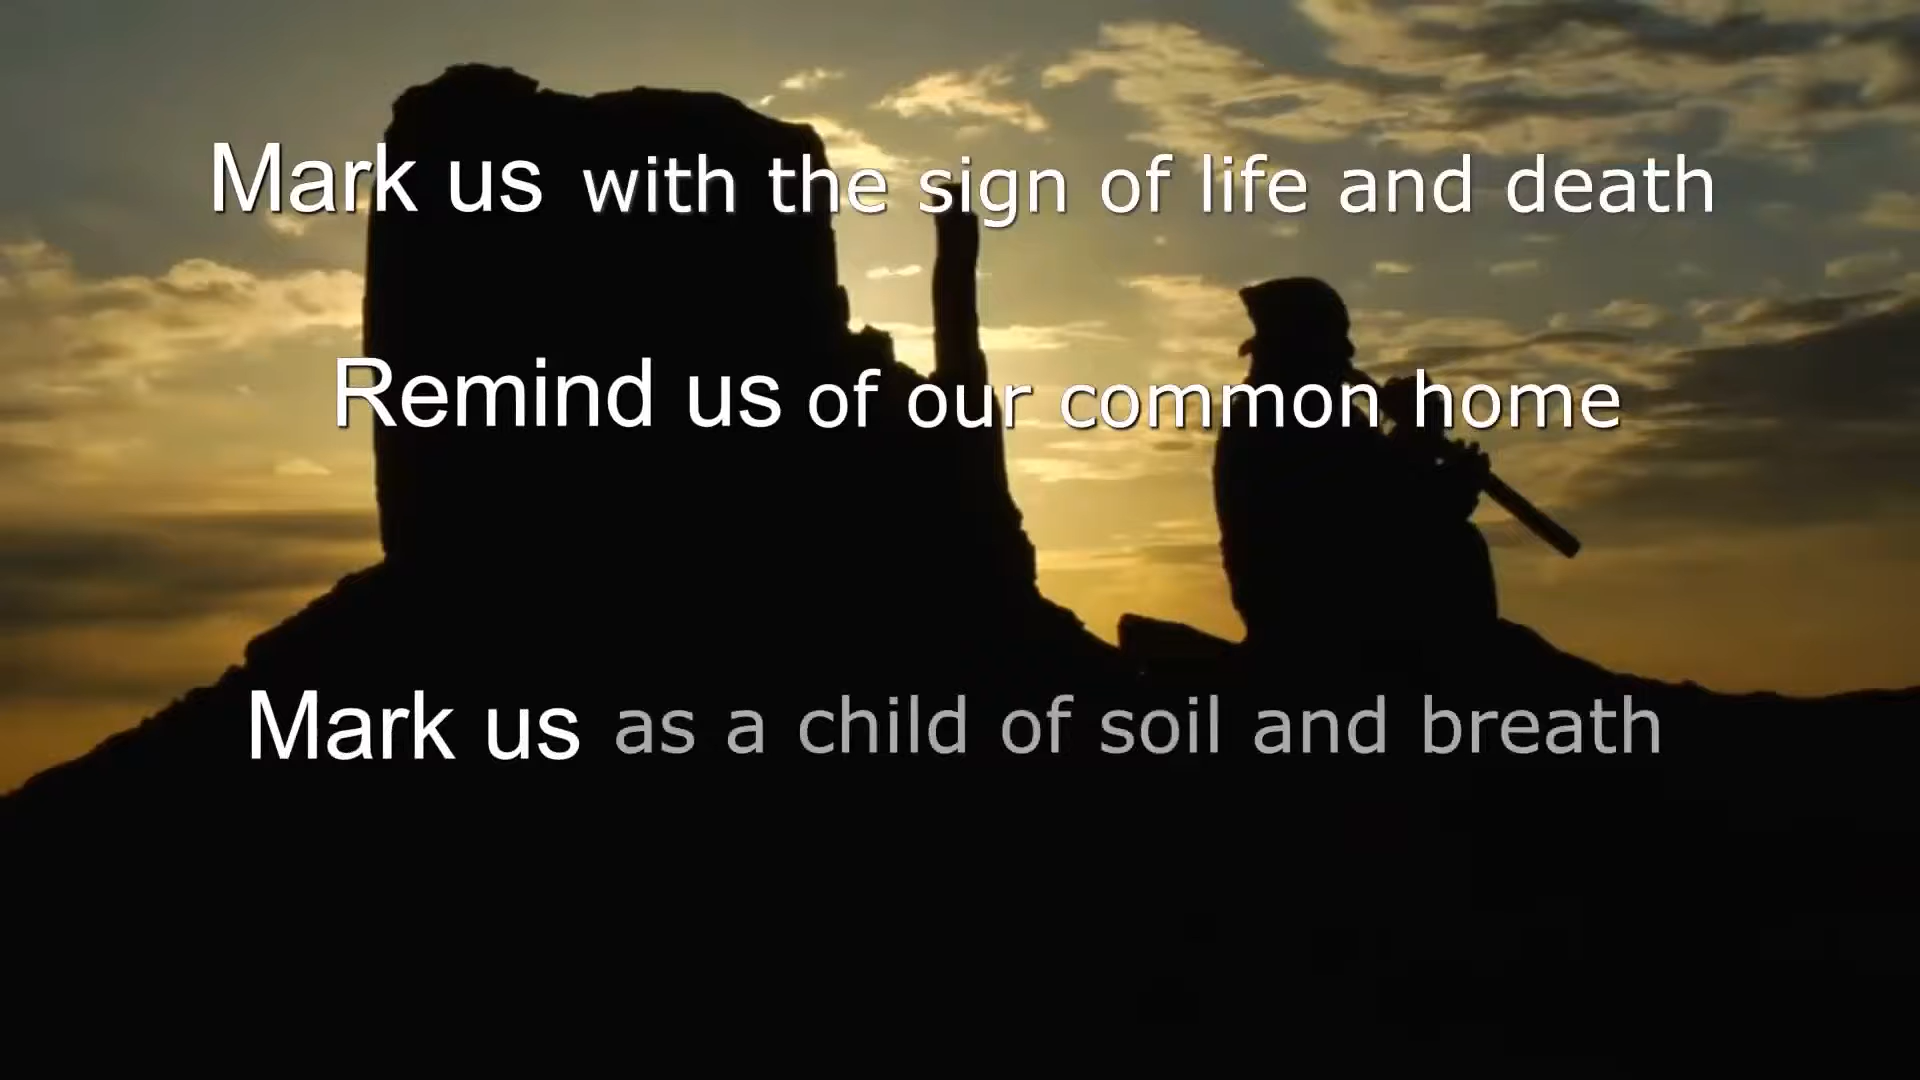 Mark us with the sign of life and death
Remind us of our common home
Mark us as a child of soil and breath